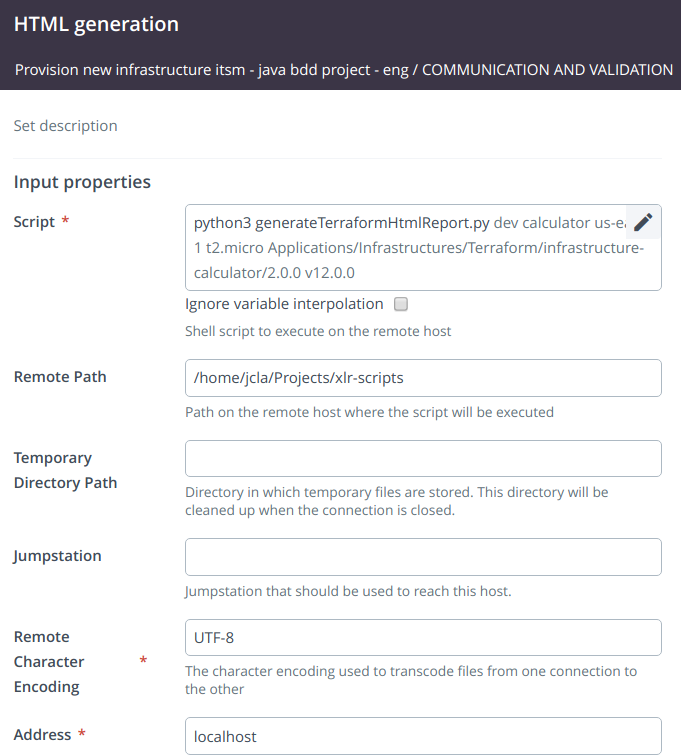 HTML generation
Provision new infrastructure itsm - java bdd project - eng / COMMUNICATION AND VALIDATION
Set description
Input properties
Script *
python3 generateTerraformHtmlReport.py dev calculator
1 t2.micro Applications/Infrastructures/Terraform/infrastructure-
calculator/2.0.0 v12.0.0
Ignore variable interpolation
Shell script to execute on the remote host
Remote Path
/home/jcla/Projects/xlr-scripts
Path on the remote host where the script will be executed
Temporary
Directory Path
Directory in which temporary files are stored. This directory will be
cleaned up when the connection is closed.
Jumpstation
Jumpstation that should be used to reach this host.
Remote
Character *
Encoding
UTF-8
The character encoding used to transcode files from one connection to
the other
Address *
localhost